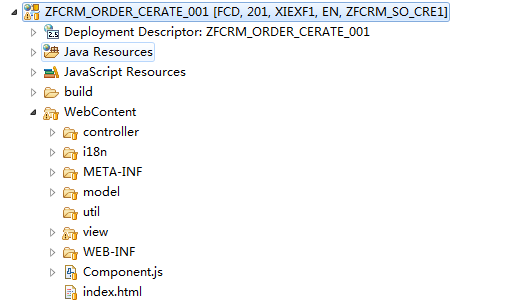 ZFCRM_ORDER_CERATE_001 [FCD, 201, XIEXF1, EN, ZFCRM_SO_CRE1]
Deployment Descriptor: ZFCRM_ORDER_CERATE_001
Java Resources
JavaScript Resources
build
WebContent
controller
i18n
META-INF
model
util
view
WEB-INF
Component.js
index.html